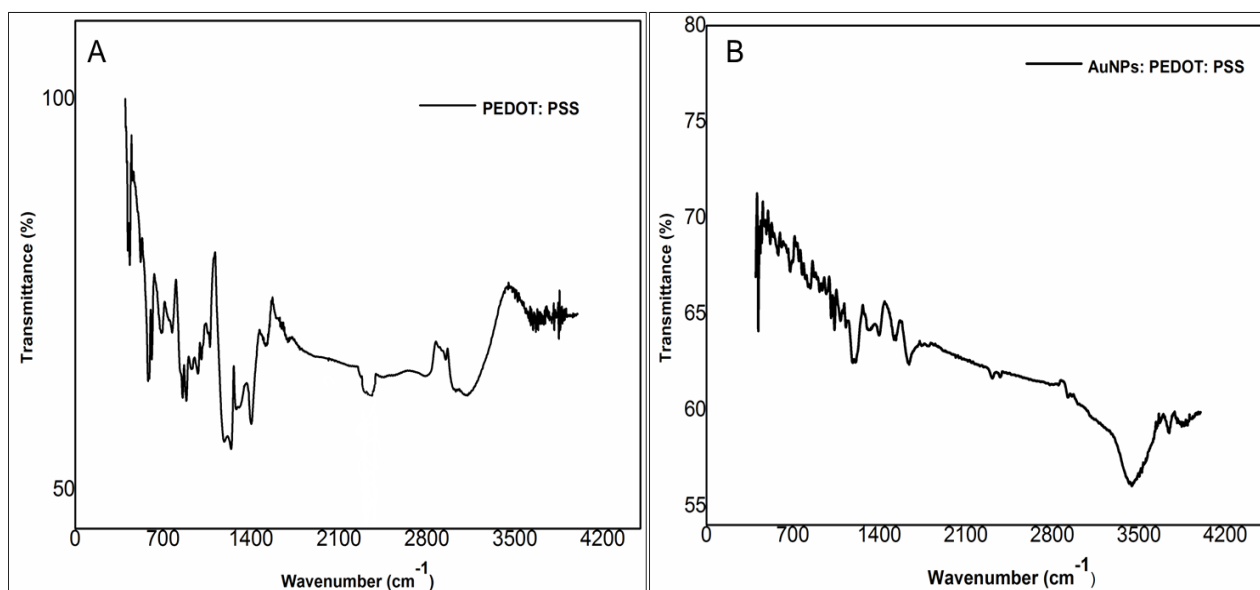 A
100
PEDOT: PSS
Transmittance (%)
50
0 700 1400 2100 2800 3500 4200
Wavenumber (cm-1)
B
80
AuNPs: PEDOT: PSS
75
70
Transmittance (%)
65
60
55
0 700 1400 2100 2800 3500 4200
Wavenumber (cm-1)